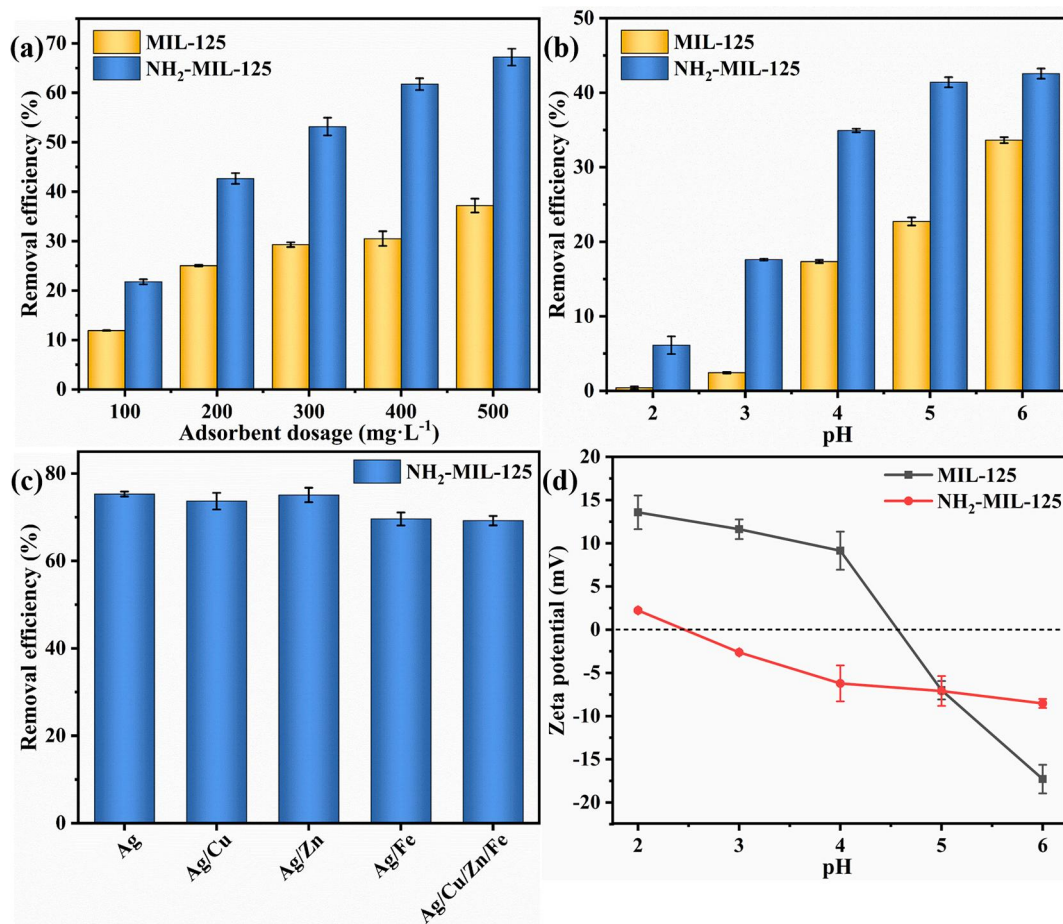 (a)
MIL-125
NH₂-MIL-125
Removal efficiency (%)
70
60
50
40
30
20
10
0
100 200 300 400 500
Adsorbent dosage (mg·L⁻¹)
(b)
MIL-125
NH₂-MIL-125
Removal efficiency (%)
50
40
30
20
10
0
2 3 4 5 6
pH
(c)
NH₂-MIL-125
Removal efficiency (%)
80
60
40
20
0
Ag
Ag/Cu
Ag/Zn
Ag/Fe
Ag/Cu/Zn/Fe
(d)
MIL-125
NH₂-MIL-125
Zeta potential (mV)
20
15
10
5
0
-5
-10
-15
-20
2 3 4 5 6
pH